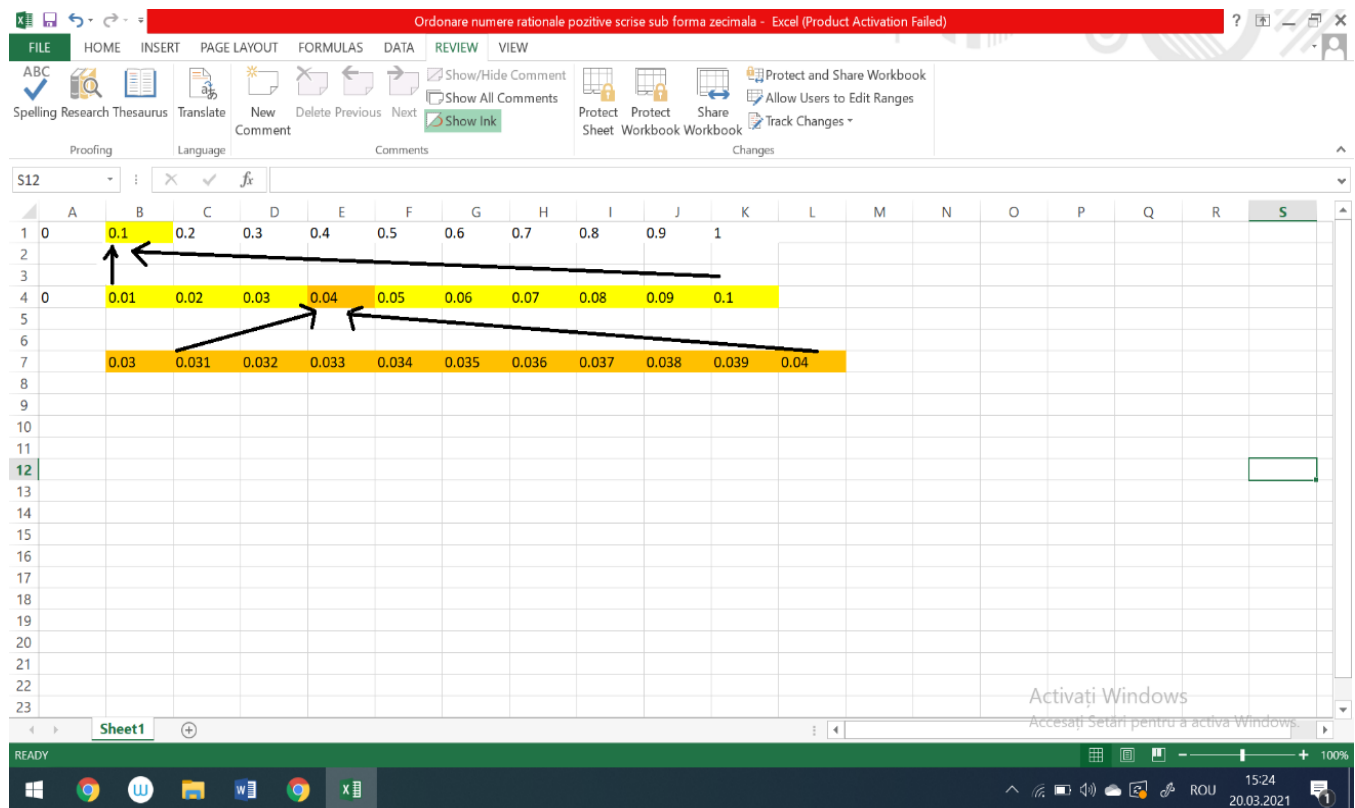 Ordonare numere rationale pozitive scrise sub forma zecimala - Excel (Product Activation Failed)
FILE HOME INSERT PAGE LAYOUT FORMULAS DATA REVIEW VIEW
ABC
Spelling Research Thesaurus Translate New Comment Delete Previous Next
Show/Hide Comment
Show All Comments
Show Ink
Protect Sheet Protect Workbook Share Workbook
Protect and Share Workbook
Allow Users to Edit Ranges
Track Changes
Proofing Language Comments Changes
S12 fx
A B C D E F G H I J K L M N O P Q R S
1 0 0.1 0.2 0.3 0.4 0.5 0.6 0.7 0.8 0.9 1
2
3
4 0 0.01 0.02 0.03 0.04 0.05 0.06 0.07 0.08 0.09 0.1
5
6
7 0.03 0.031 0.032 0.033 0.034 0.035 0.036 0.037 0.038 0.039 0.04
8
9
10
11
12
13
14
15
16
17
18
19
20
21
22
23
Activați Windows
Accesați Setări pentru a activa Windows.
Sheet1
READY 100%
ROU 15:24
20.03.2021
1